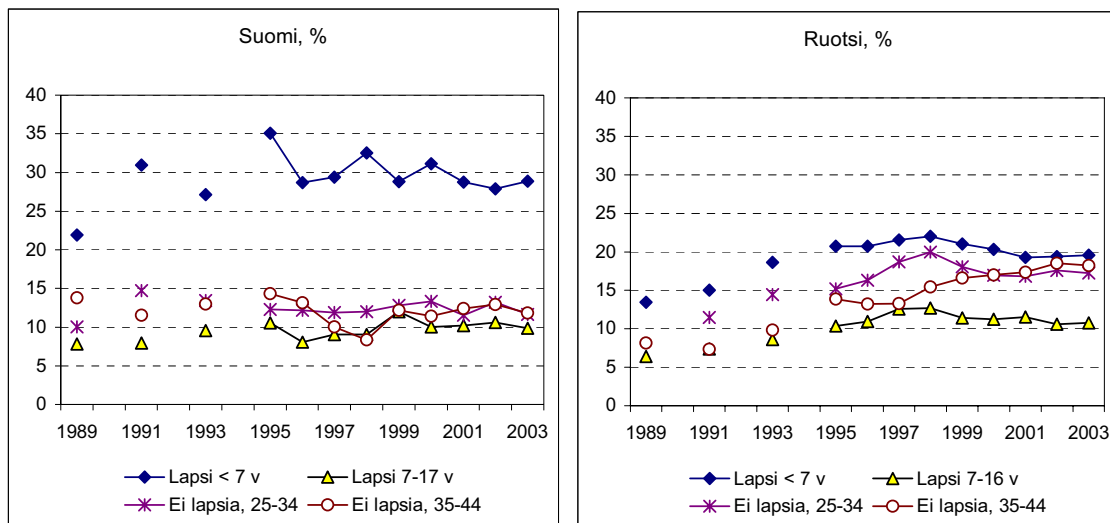 Suomi, %
40
35
30
25
20
15
10
5
0
1989 1991 1993 1995 1997 1999 2001 2003
Lapsi < 7 v Lapsi 7-17 v
Ei lapsia, 25-34 Ei lapsia, 35-44
Ruotsi, %
40
35
30
25
20
15
10
5
0
1989 1991 1993 1995 1997 1999 2001 2003
Lapsi < 7 v Lapsi 7-16 v
Ei lapsia, 25-34 Ei lapsia, 35-44